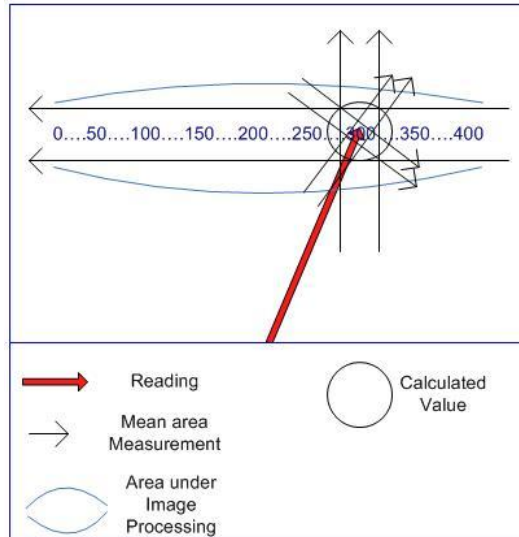 0....50....100....150....200....250....300....350....400
Reading
Calculated
Value
Mean area
Measurement
Area under
Image
Processing